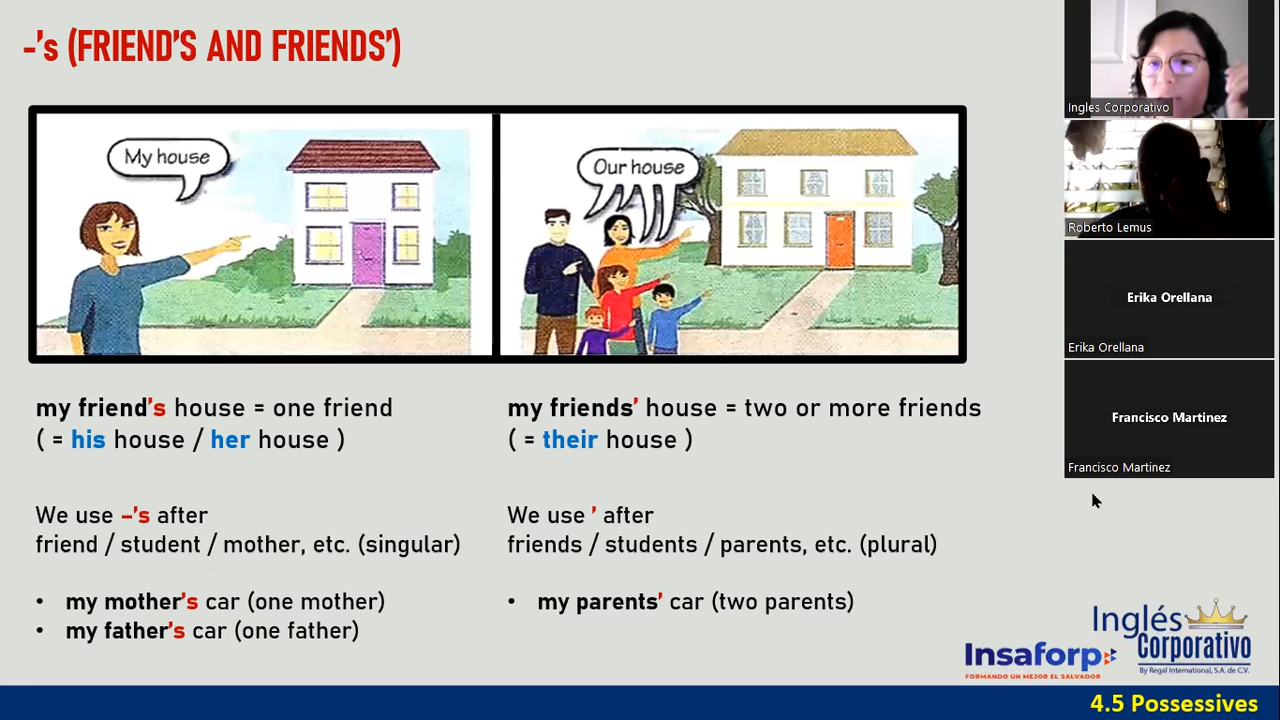 -'s (FRIEND'S AND FRIENDS')
My house
Our house
my friend's house = one friend
( = his house / her house )
my friends' house = two or more friends
( = their house )
We use –'s after
friend / student / mother, etc. (singular)
We use ' after
friends / students / parents, etc. (plural)
• my mother's car (one mother)
• my father's car (one father)
• my parents' car (two parents)
Insaforp
FORMANDO UN MEJOR EL SALVADOR
Inglés
Corporativo
By Regal International, S.A. de C.V.
4.5 Possessives
Ingles Corporativo
Roberto Lemus
Erika Orellana
Erika Orellana
Francisco Martinez
Francisco Martinez